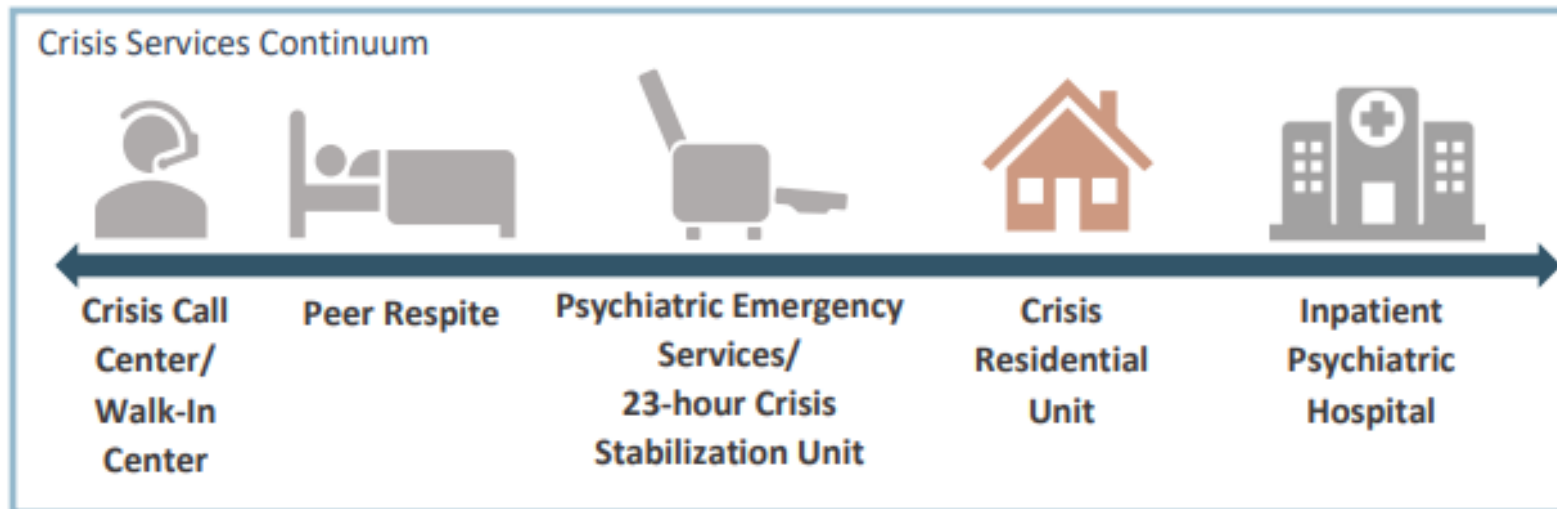 Crisis Services Continuum
Crisis Call
Center/
Walk-In
Center
Peer Respite
Psychiatric Emergency
Services/
23-hour Crisis
Stabilization Unit
Crisis
Residential
Unit
Inpatient
Psychiatric
Hospital